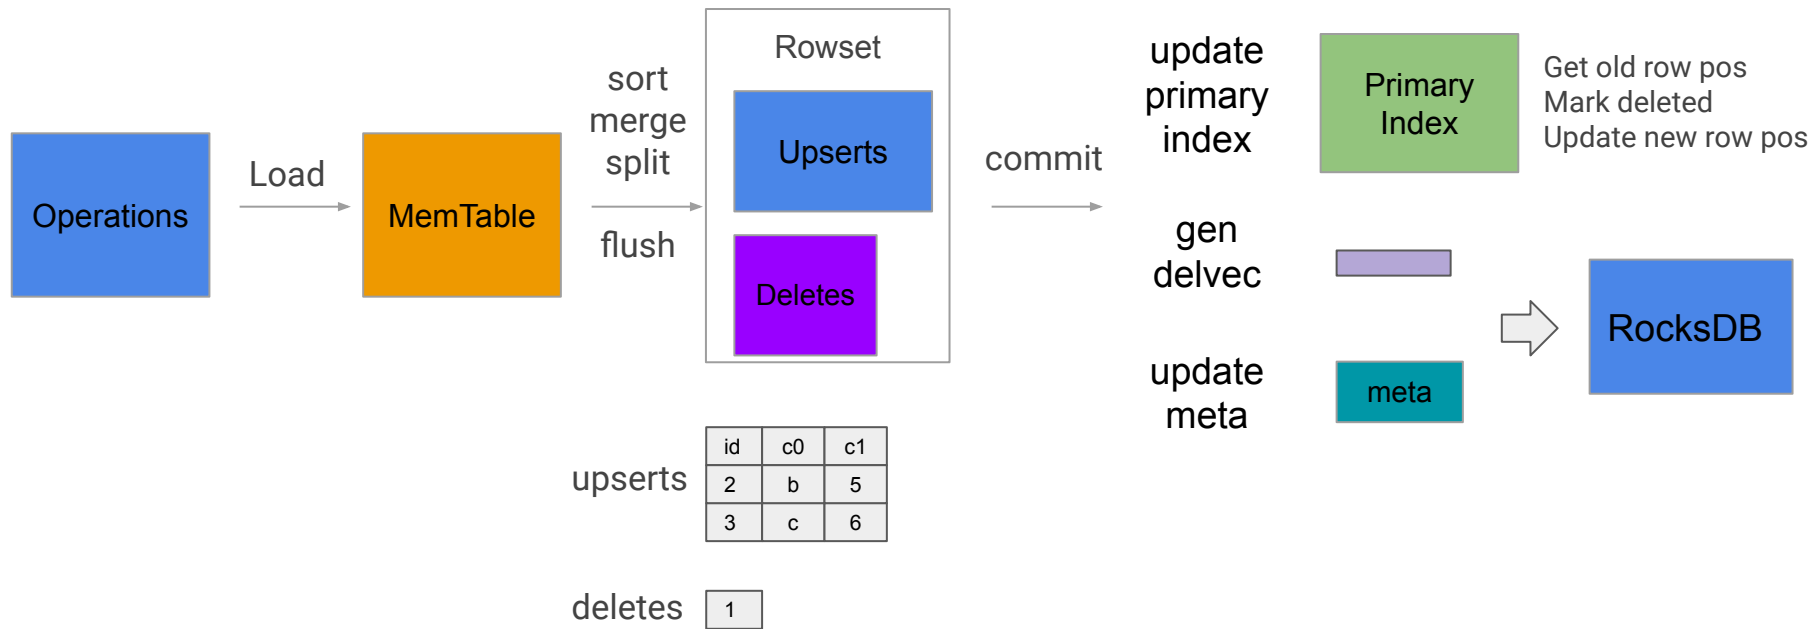 Operations
Load
MemTable
sort
merge
split
flush
Rowset
Upserts
Deletes
commit
update
primary
index
Primary
Index
Get old row pos
Mark deleted
Update new row pos
gen
delvec
update
meta
meta
RocksDB
upserts
id c0 c1
2 b 5
3 c 6
deletes
1